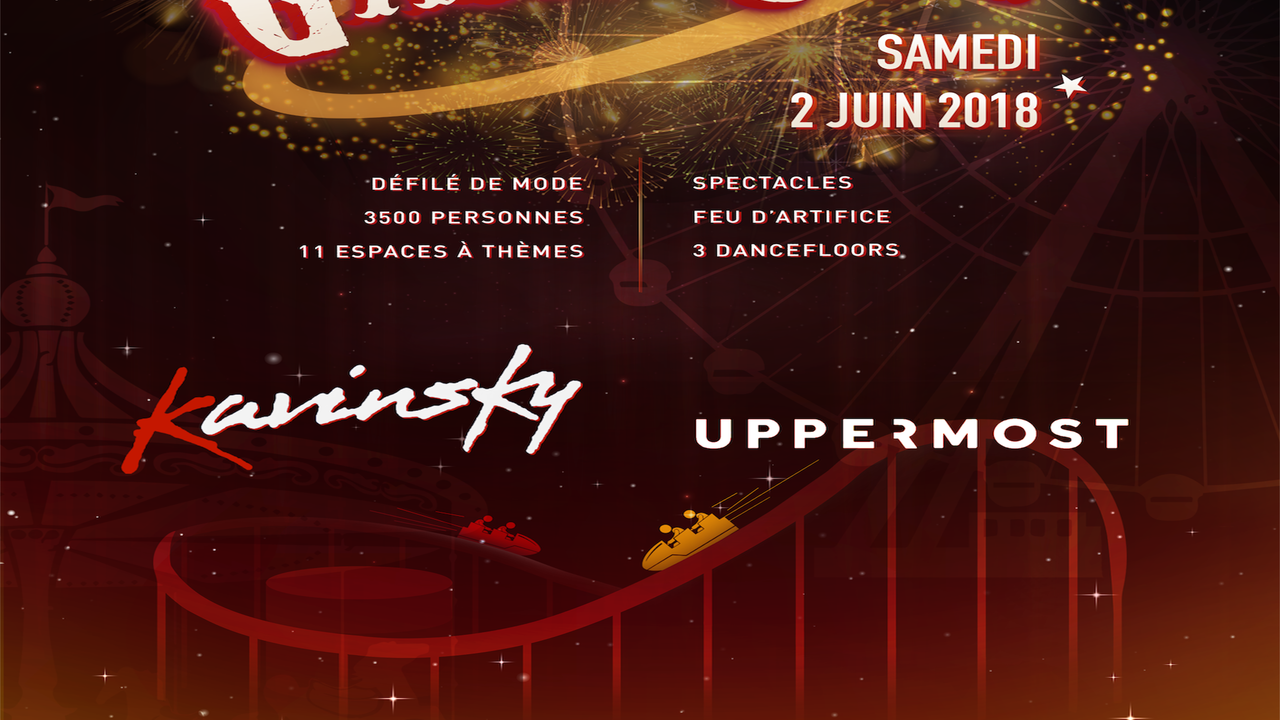 SAMEDI
2 JUIN 2018
DÉFILÉ DE MODE
3500 PERSONNES
11 ESPACES À THÈMES
SPECTACLES
FEU D'ARTIFICE
3 DANCEFLOORS
Kavinsky
UPPERMOST